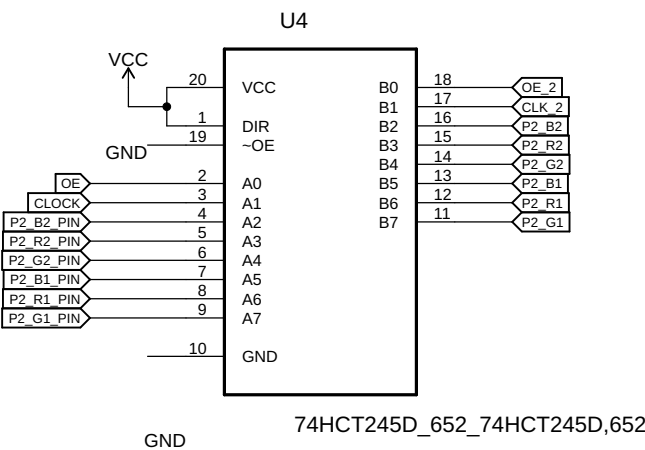 U4
VCC
20 VCC B0 18 OE_2
B1 17 CLK_2
1 DIR B2 16 P2_B2
GND 19 ~OE B3 15 P2_R2
B4 14 P2_G2
OE 2 A0 B5 13 P2_B1
CLOCK 3 A1 B6 12 P2_R1
P2_B2_PIN 4 A2 B7 11 P2_G1
P2_R2_PIN 5 A3
P2_G2_PIN 6 A4
P2_B1_PIN 7 A5
P2_R1_PIN 8 A6
P2_G1_PIN 9 A7
10 GND
74HCT245D_652_74HCT245D,652
GND